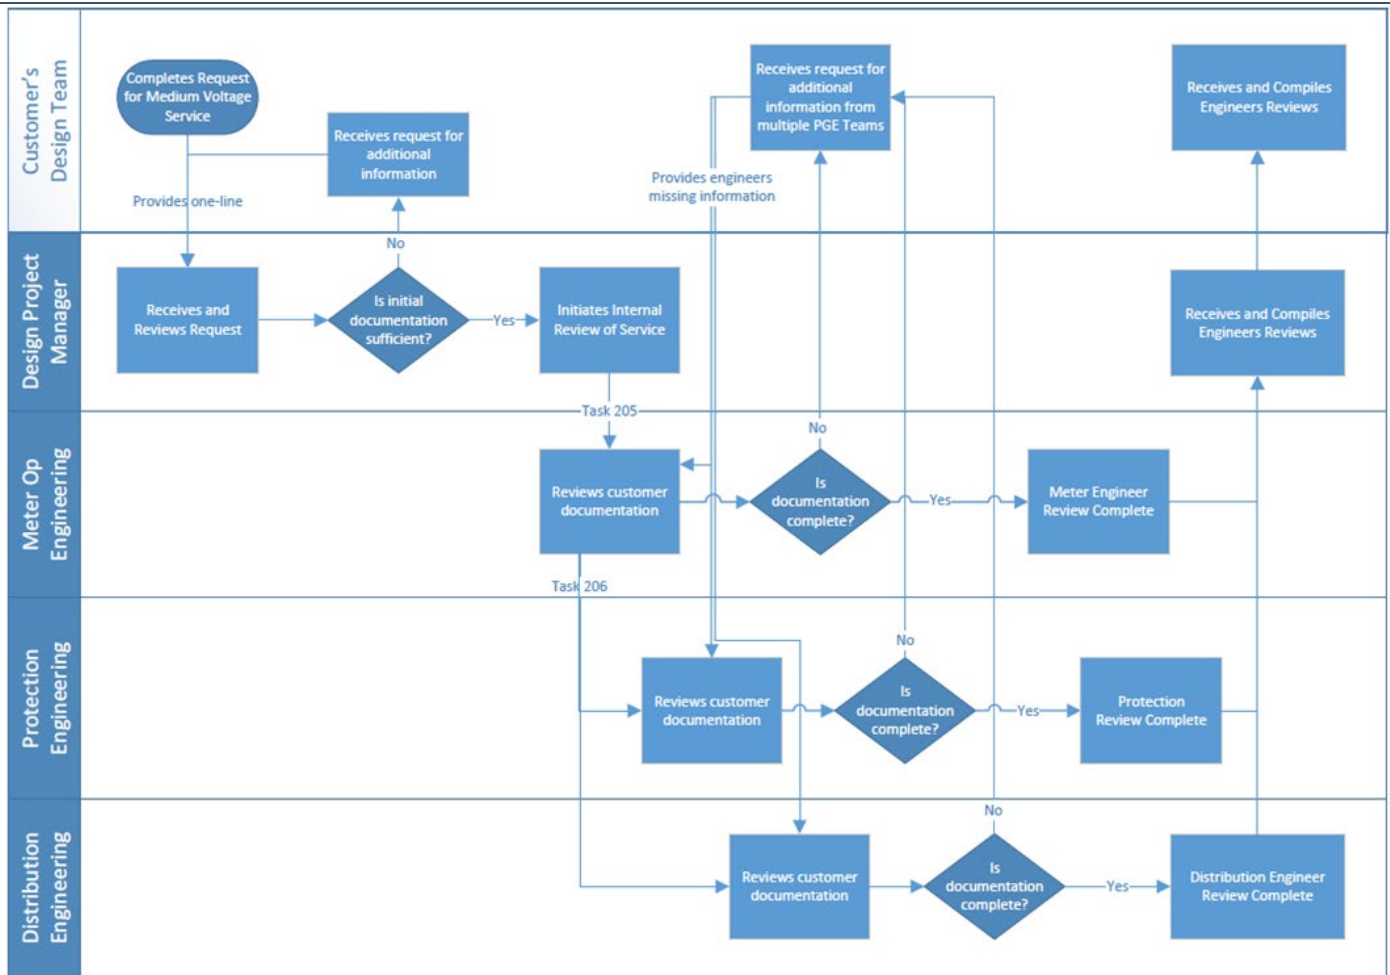 Customer's
Design Team
Completes Request
for Medium Voltage
Service
Provides one-line
Receives request for
additional
information
Receives request for
additional
information from
multiple PGE Teams
Provides engineers
missing information
Receives and Compiles
Engineers Reviews
Design Project
Manager
Receives and
Reviews Request
No
Is initial
documentation
sufficient?
Yes
Initiates Internal
Review of Service
Task 205
Receives and Compiles
Engineers Reviews
Meter Op
Engineering
Reviews customer
documentation
Task 206
No
Is
documentation
complete?
Yes
Meter Engineer
Review Complete
Protection
Engineering
Reviews customer
documentation
No
Is
documentation
complete?
Yes
Protection
Review Complete
Distribution
Engineering
Reviews customer
documentation
No
Is
documentation
complete?
Yes
Distribution Engineer
Review Complete